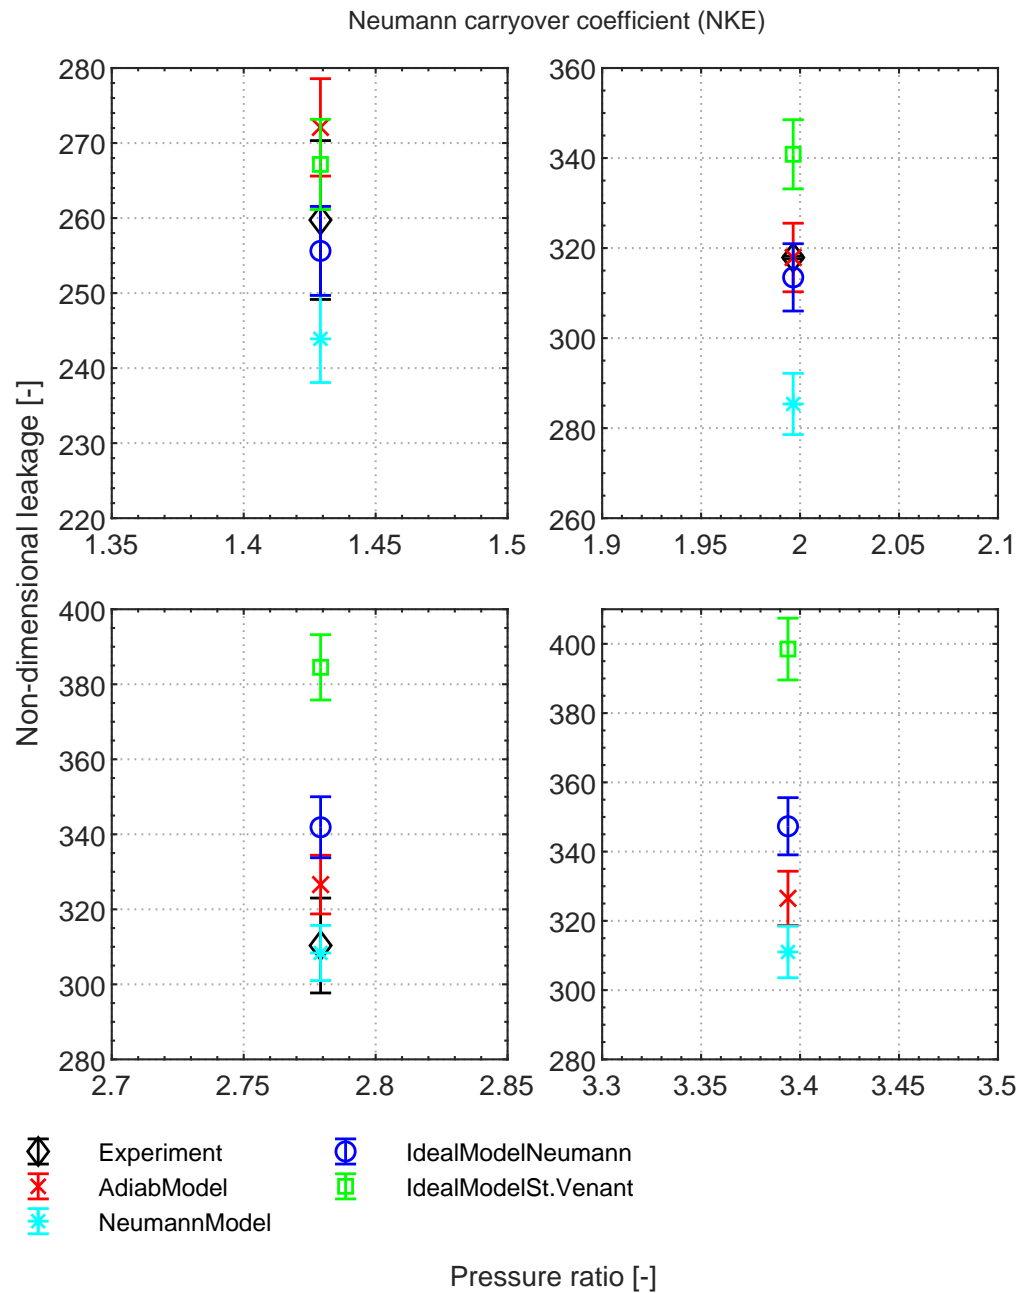 Neumann carryover coefficient (NKE)
Non-dimensional leakage [-]
280
270
260
250
240
230
220
1.35 1.4 1.45 1.5
360
340
320
300
280
260
1.9 1.95 2 2.05 2.1
400
380
360
340
320
300
280
2.7 2.75 2.8 2.85
400
380
360
340
320
300
280
3.3 3.35 3.4 3.45 3.5
Experiment
AdiabModel
NeumannModel
IdealModelNeumann
IdealModelSt.Venant
Pressure ratio [-]